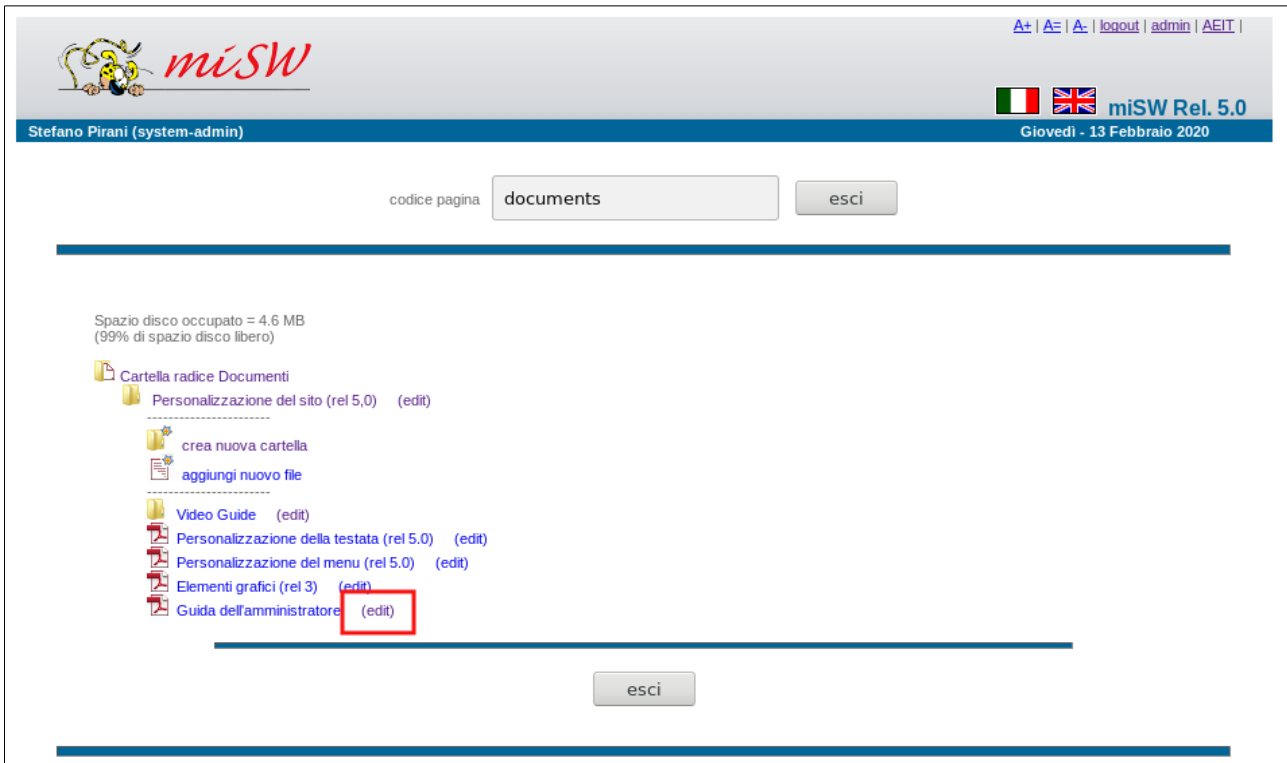 A+ | A= | A- | logout | admin | AEIT |
miSW
miSW Rel. 5.0
Stefano Pirani (system-admin)
Giovedì - 13 Febbraio 2020
codice pagina documents esci
Spazio disco occupato = 4.6 MB
(99% di spazio disco libero)
Cartella radice Documenti
Personalizzazione del sito (rel 5,0) (edit)
-----------------------
crea nuova cartella
aggiungi nuovo file
-----------------------
Video Guide (edit)
Personalizzazione della testata (rel 5.0) (edit)
Personalizzazione del menu (rel 5.0) (edit)
Elementi grafici (rel 3) (edit)
Guida dell'amministratore (edit)
esci